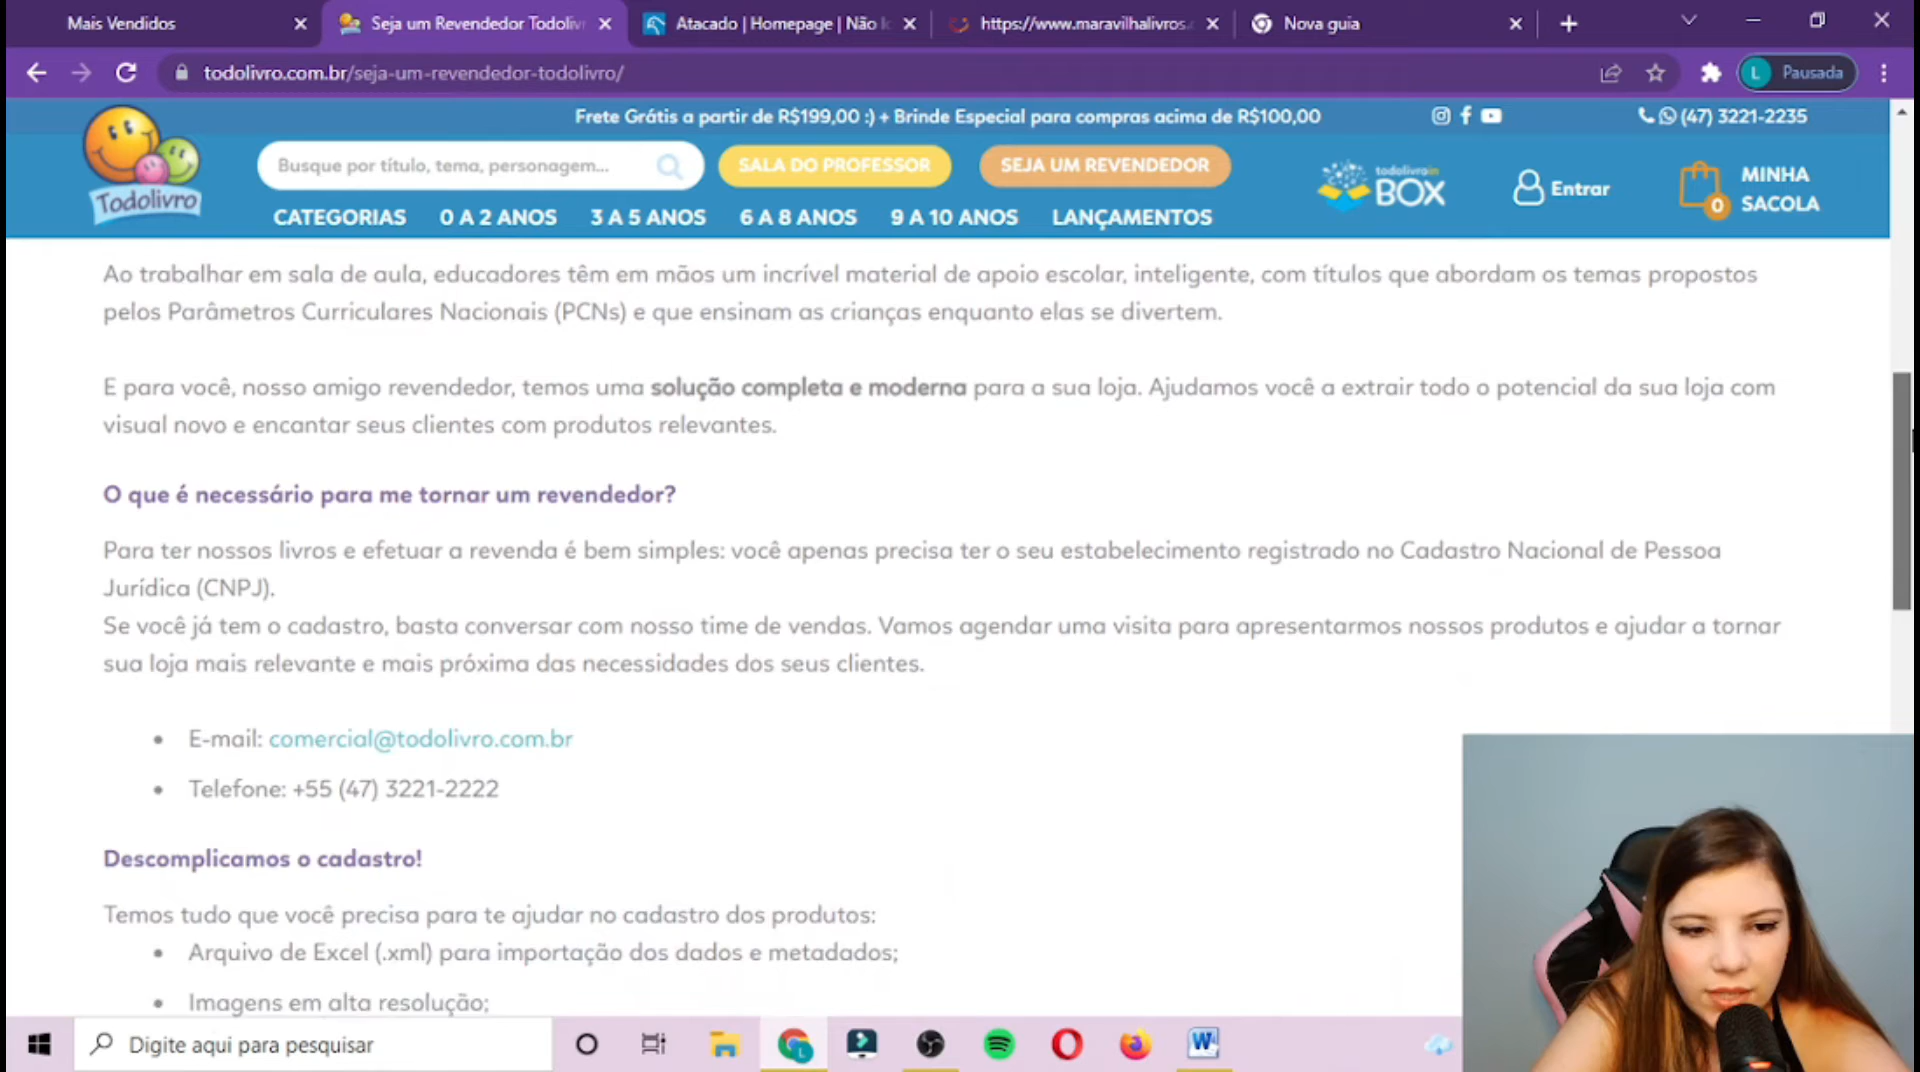 Mais Vendidos
Seja um Revendedor Todoliv
Atacado | Homepage | Não l
https://www.maravilhalivros.
Nova guia
todolivro.com.br/seja-um-revendedor-todolivro/
L Pausada
Frete Grátis a partir de R$199,00 :) + Brinde Especial para compras acima de R$100,00
(47) 3221-2235
Todolivro
Busque por título, tema, personagem...
SALA DO PROFESSOR
SEJA UM REVENDEDOR
todolivro in
BOX
Entrar
0
MINHA
SACOLA
CATEGORIAS 0 A 2 ANOS 3 A 5 ANOS 6 A 8 ANOS 9 A 10 ANOS LANÇAMENTOS
Ao trabalhar em sala de aula, educadores têm em mãos um incrível material de apoio escolar, inteligente, com títulos que abordam os temas propostos
pelos Parâmetros Curriculares Nacionais (PCNs) e que ensinam as crianças enquanto elas se divertem.
E para você, nosso amigo revendedor, temos uma solução completa e moderna para a sua loja. Ajudamos você a extrair todo o potencial da sua loja com
visual novo e encantar seus clientes com produtos relevantes.
O que é necessário para me tornar um revendedor?
Para ter nossos livros e efetuar a revenda é bem simples: você apenas precisa ter o seu estabelecimento registrado no Cadastro Nacional de Pessoa
Jurídica (CNPJ).
Se você já tem o cadastro, basta conversar com nosso time de vendas. Vamos agendar uma visita para apresentarmos nossos produtos e ajudar a tornar
sua loja mais relevante e mais próxima das necessidades dos seus clientes.
• E-mail: comercial@todolivro.com.br
• Telefone: +55 (47) 3221-2222
Descomplicamos o cadastro!
Temos tudo que você precisa para te ajudar no cadastro dos produtos:
• Arquivo de Excel (.xml) para importação dos dados e metadados;
• Imagens em alta resolução;
Digite aqui para pesquisar